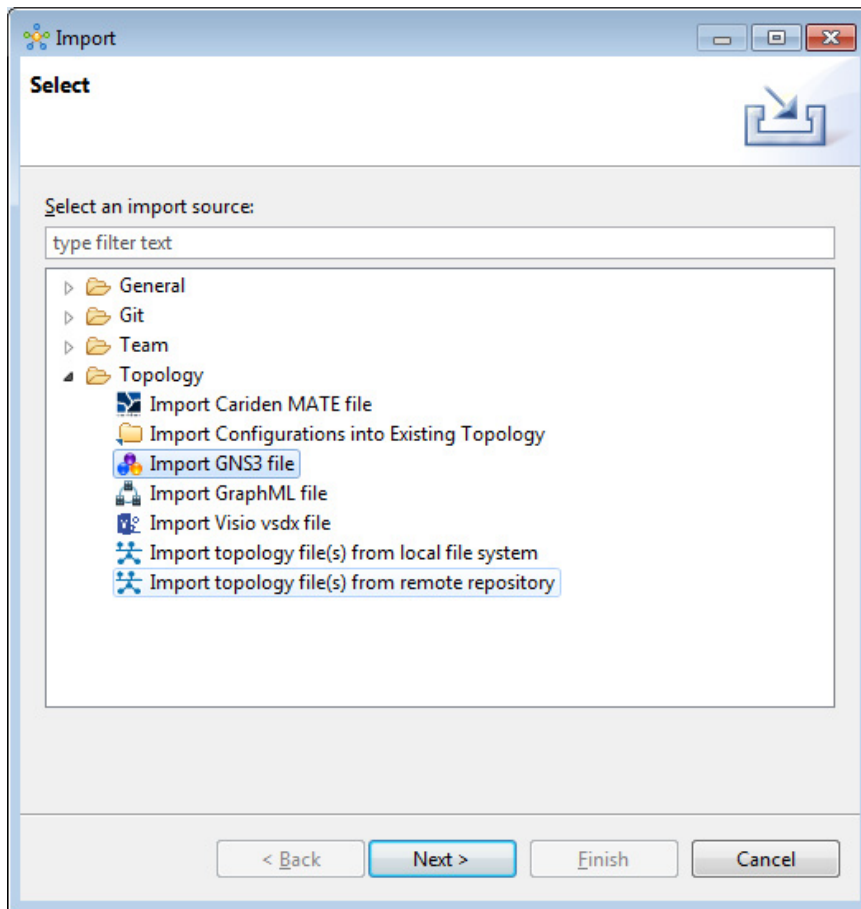 Import
Select
Select an import source:
type filter text
General
Git
Team
Topology
Import Cariden MATE file
Import Configurations into Existing Topology
Import GNS3 file
Import GraphML file
Import Visio vsdx file
Import topology file(s) from local file system
Import topology file(s) from remote repository
< Back Next > Finish Cancel